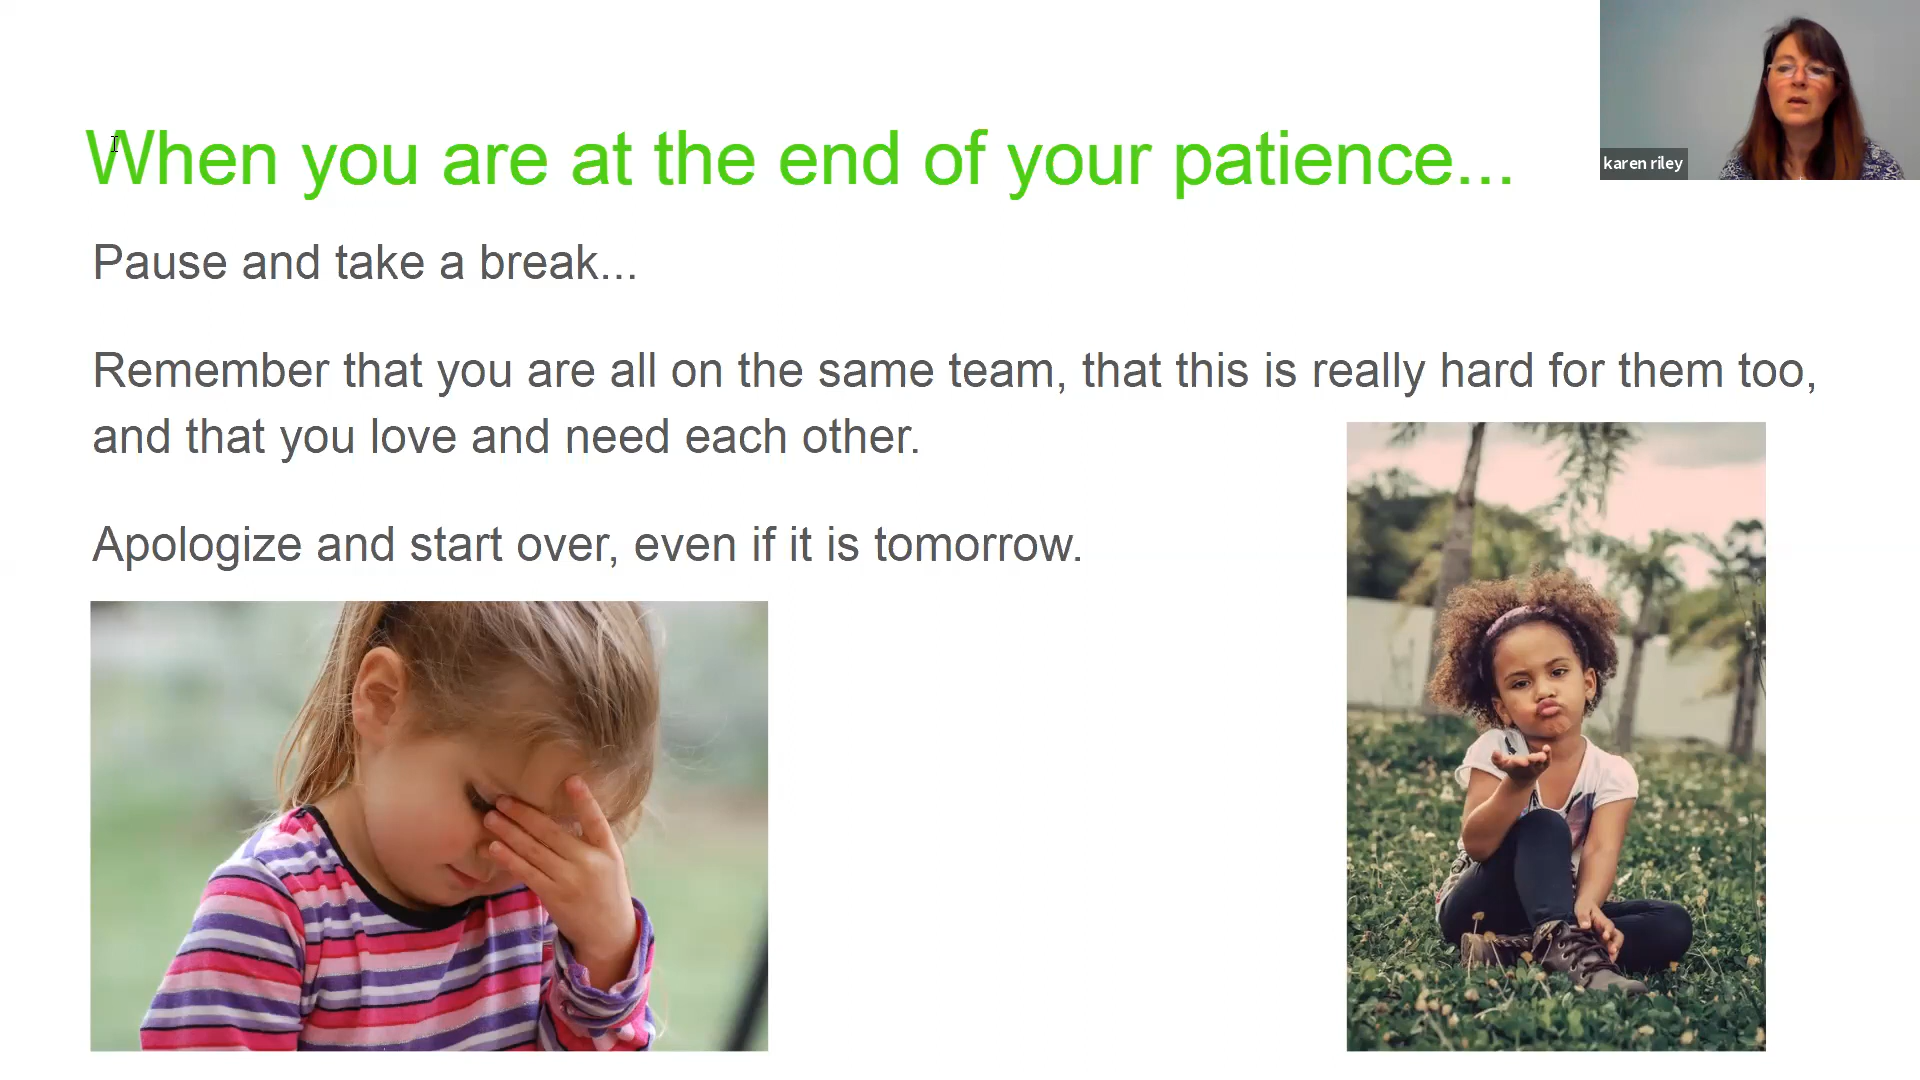 When you are at the end of your patience...
karen riley
Pause and take a break...
Remember that you are all on the same team, that this is really hard for them too,
and that you love and need each other.
Apologize and start over, even if it is tomorrow.